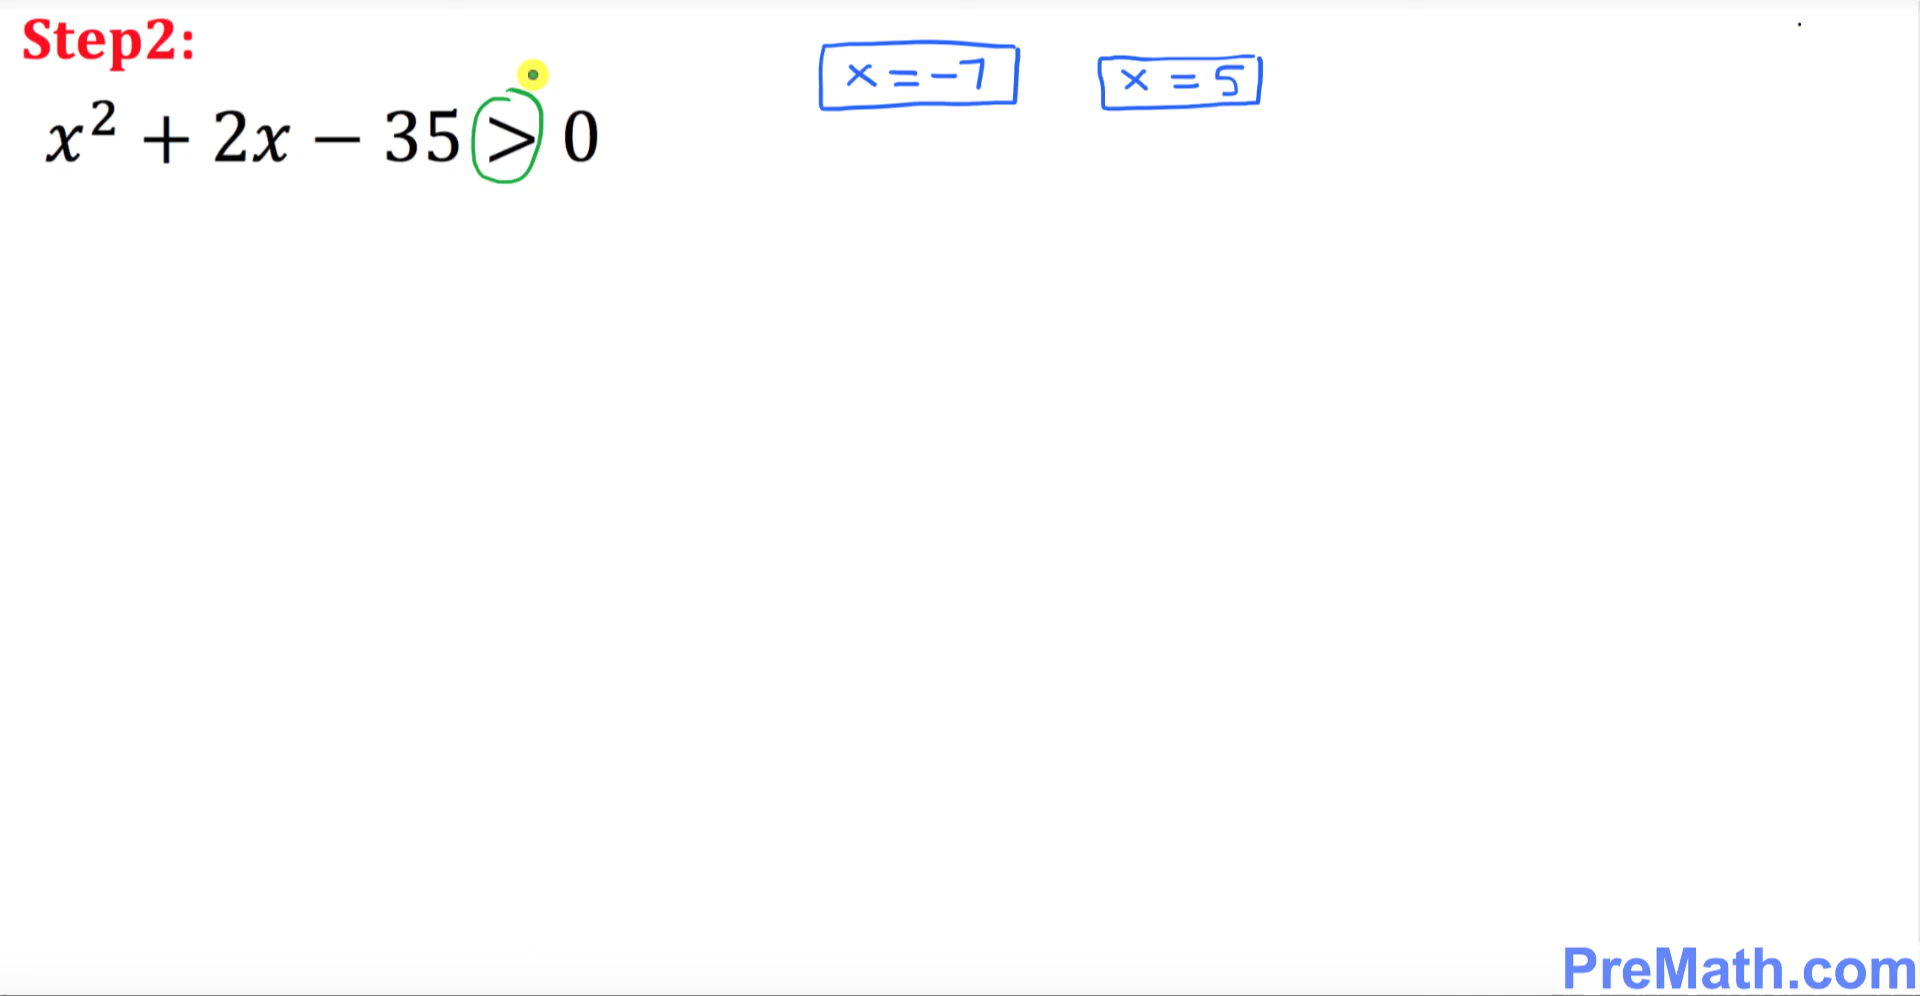 Step2:
x = -7
x = 5
x² + 2x − 35 > 0
PreMath.com